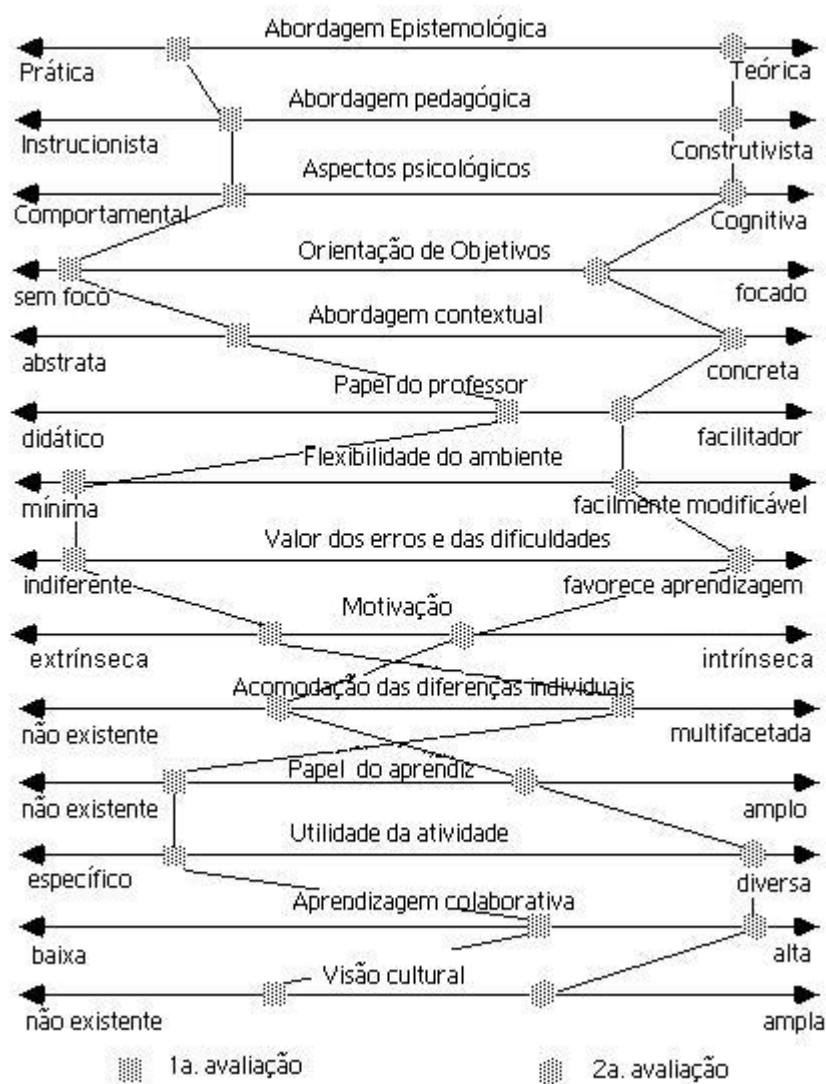 Abordagem Epistemológica
Prática Teórica
Abordagem pedagógica
Instrucionista Construtivista
Aspectos psicológicos
Comportamental Cognitiva
Orientação de Objetivos
sem foco focado
Abordagem contextual
abstrata concreta
Papel do professor
didático facilitador
Flexibilidade do ambiente
mínima facilmente modificável
Valor dos erros e das dificuldades
indiferente favorece aprendizagem
Motivação
extrínseca intrínseca
Acomodação das diferenças individuais
não existente multifacetada
Papel do aprendiz
não existente amplo
Utilidade da atividade
específico diversa
Aprendizagem colaborativa
baixa alta
Visão cultural
não existente ampla
1a. avaliação 2a. avaliação